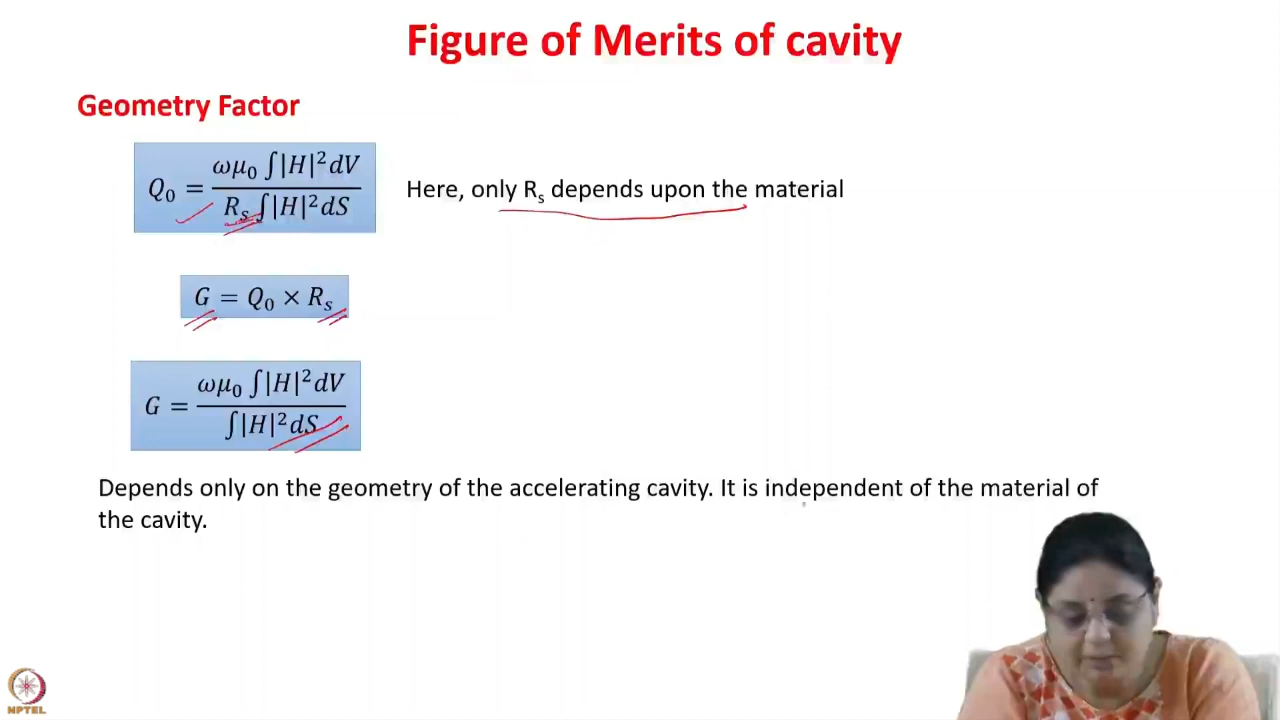 Figure of Merits of cavity
Geometry Factor
Q₀ = ωμ₀ ∫|H|²dV / Rₛ ∫|H|²dS
Here, only Rₛ depends upon the material
G = Q₀ × Rₛ
G = ωμ₀ ∫|H|²dV / ∫|H|²dS
Depends only on the geometry of the accelerating cavity. It is independent of the material of
the cavity.
NPTEL